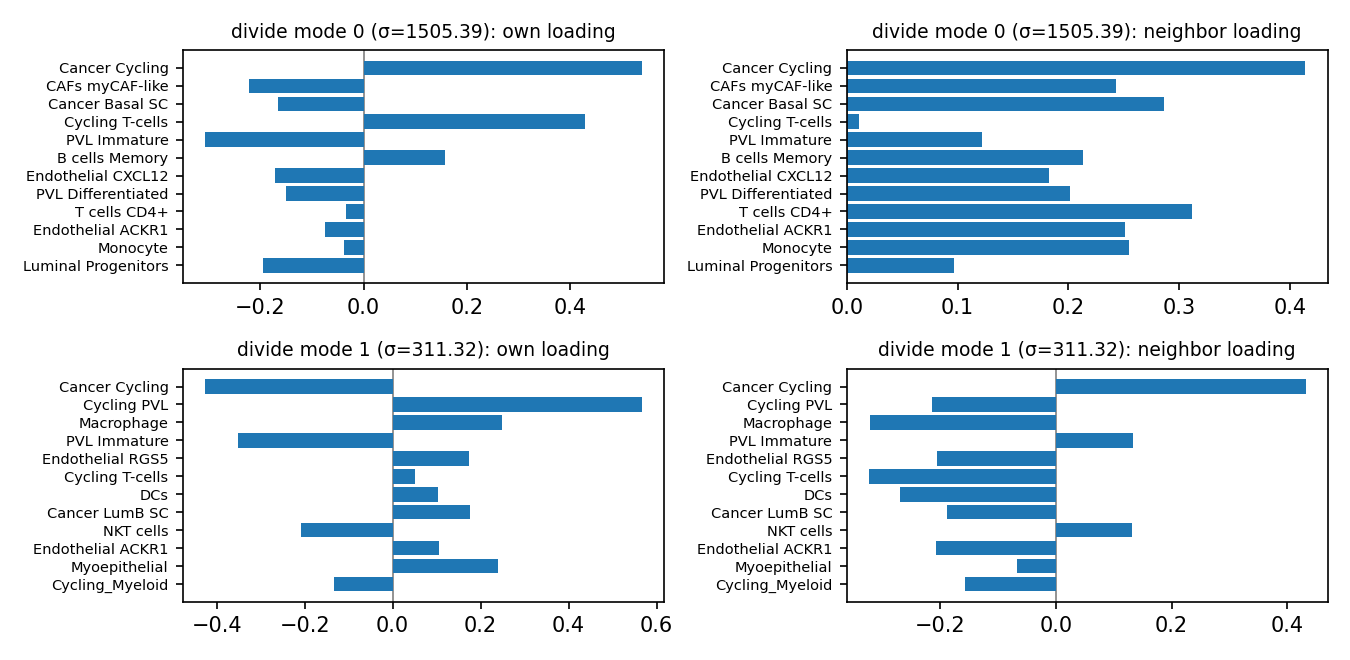 divide mode 0 (σ=1505.39): own loading
Cancer Cycling
CAFs myCAF-like
Cancer Basal SC
Cycling T-cells
PVL Immature
B cells Memory
Endothelial CXCL12
PVL Differentiated
T cells CD4+
Endothelial ACKR1
Monocyte
Luminal Progenitors
−0.2 0.0 0.2 0.4
divide mode 0 (σ=1505.39): neighbor loading
Cancer Cycling
CAFs myCAF-like
Cancer Basal SC
Cycling T-cells
PVL Immature
B cells Memory
Endothelial CXCL12
PVL Differentiated
T cells CD4+
Endothelial ACKR1
Monocyte
Luminal Progenitors
0.0 0.1 0.2 0.3 0.4
divide mode 1 (σ=311.32): own loading
Cancer Cycling
Cycling PVL
Macrophage
PVL Immature
Endothelial RGS5
Cycling T-cells
DCs
Cancer LumB SC
NKT cells
Endothelial ACKR1
Myoepithelial
Cycling_Myeloid
−0.4 −0.2 0.0 0.2 0.4 0.6
divide mode 1 (σ=311.32): neighbor loading
Cancer Cycling
Cycling PVL
Macrophage
PVL Immature
Endothelial RGS5
Cycling T-cells
DCs
Cancer LumB SC
NKT cells
Endothelial ACKR1
Myoepithelial
Cycling_Myeloid
−0.2 0.0 0.2 0.4